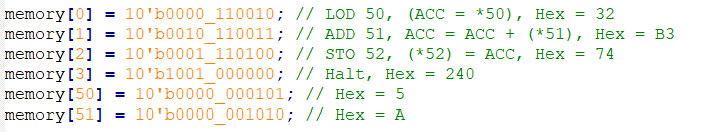 memory[0] = 10'b0000_110010; // LOD 50, (ACC = *50), Hex = 32
memory[1] = 10'b0010_110011; // ADD 51, ACC = ACC + (*51), Hex = B3
memory[2] = 10'b0001_110100; // STO 52, (*52) = ACC, Hex = 74
memory[3] = 10'b1001_000000; // Halt, Hex = 240
memory[50] = 10'b0000_000101; // Hex = 5
memory[51] = 10'b0000_001010; // Hex = A